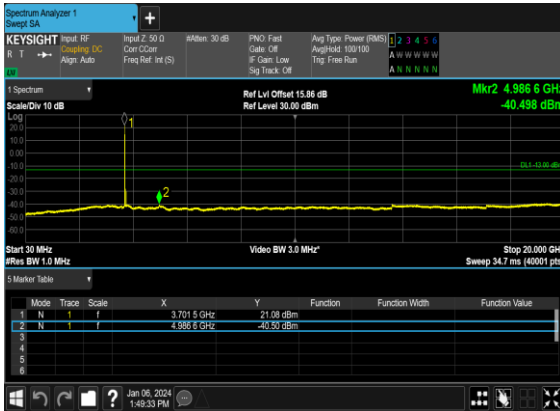 Spectrum Analyzer 1
Swept SA
+
KEYSIGHT
R T
Input: RF
Coupling: DC
Align: Auto
Input Z: 50 Ω
Corr CCorr
Freq Ref: Int (S)
#Atten: 30 dB
PNO: Fast
Gate: Off
IF Gain: Low
Sig Track: Off
Avg Type: Power (RMS)
Avg|Hold: 100/100
Trig: Free Run
1 2 3 4 5 6
A W W W W W
A N N N N N
1 Spectrum
Scale/Div 10 dB
Ref Lvl Offset 15.86 dB
Ref Level 30.00 dBm
Mkr2 4.986 6 GHz
-40.498 dBm
Log
20.0
10.0
0.00
-10.0
-20.0
-30.0
-40.0
-50.0
-60.0
1
2
DL1 -13.00 dBm
Start 30 MHz
#Res BW 1.0 MHz
Video BW 3.0 MHz*
Stop 20.000 GHz
Sweep 34.7 ms (40001 pts)
5 Marker Table
Mode Trace Scale X Y Function Function Width Function Value
1 N 1 f 3.701 5 GHz 21.08 dBm
2 N 1 f 4.986 6 GHz -40.50 dBm
3
4
5
6
?
Jan 06, 2024
1:49:33 PM